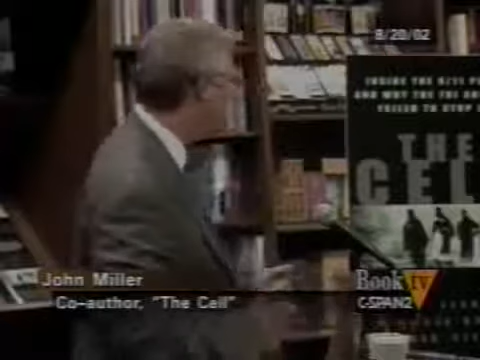 8/20/02
INSIDE THE 9/11 P
AND WHY THE FBI AN
FAILED TO STOP I
THE
CEL
John Miller
Co-author, "The Cell"
Book TV
C-SPAN2